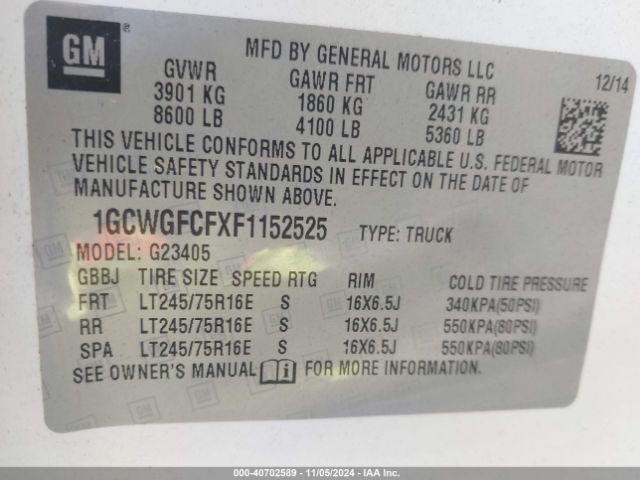 GM
MFD BY GENERAL MOTORS LLC
12/14
GVWR GAWR FRT GAWR RR
3901 KG 1860 KG 2431 KG
8600 LB 4100 LB 5360 LB
THIS VEHICLE CONFORMS TO ALL APPLICABLE U.S. FEDERAL MOTOR
VEHICLE SAFETY STANDARDS IN EFFECT ON THE DATE OF
MANUFACTURE SHOWN ABOVE.
1GCWGFCFXF1152525 TYPE: TRUCK
MODEL: G23405
GBBJ TIRE SIZE SPEED RTG RIM COLD TIRE PRESSURE
FRT LT245/75R16E S 16X6.5J 340KPA(50PSI)
RR LT245/75R16E S 16X6.5J 550KPA(80PSI)
SPA LT245/75R16E S 16X6.5J 550KPA(80PSI)
SEE OWNER'S MANUAL i FOR MORE INFORMATION.
000-40702589 - 11/05/2024 - IAAI.COM